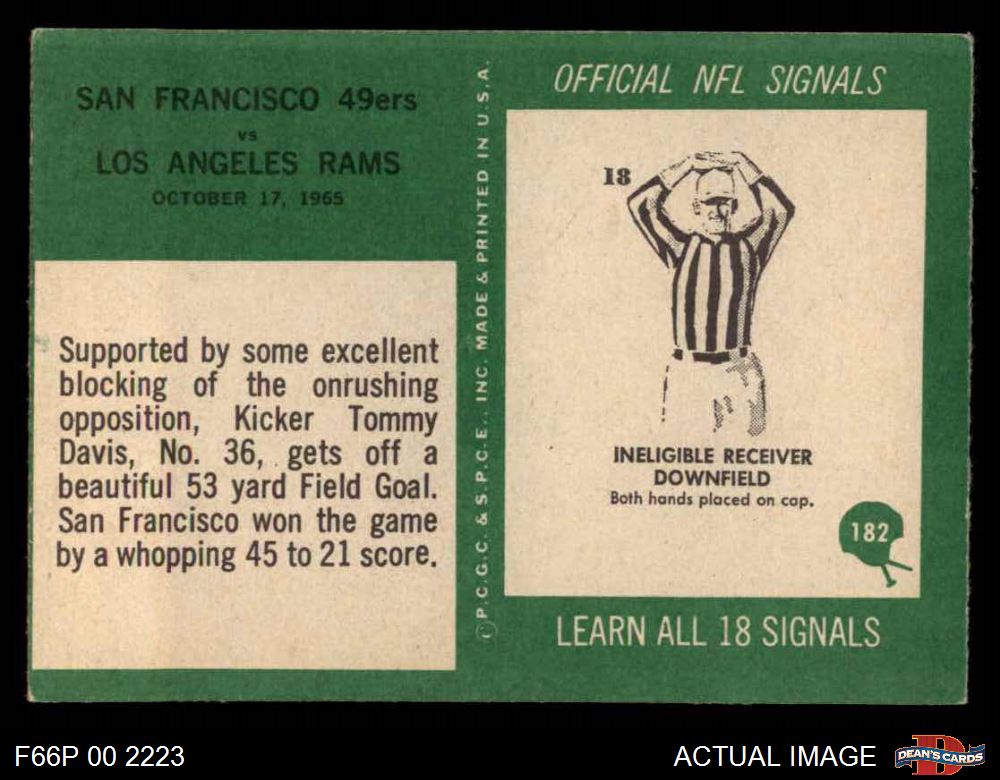 SAN FRANCISCO 49ers
vs
LOS ANGELES RAMS
OCTOBER 17, 1965
Supported by some excellent
blocking of the onrushing
opposition, Kicker Tommy
Davis, No. 36, gets off a
beautiful 53 yard Field Goal.
San Francisco won the game
by a whopping 45 to 21 score.
©P.C.G.C. & S.P.C.E., INC. MADE & PRINTED IN U.S.A.
OFFICIAL NFL SIGNALS
18
INELIGIBLE RECEIVER
DOWNFIELD
Both hands placed on cap.
182
LEARN ALL 18 SIGNALS
F66P 00 2223
ACTUAL IMAGE
D
DEAN'S CARDS